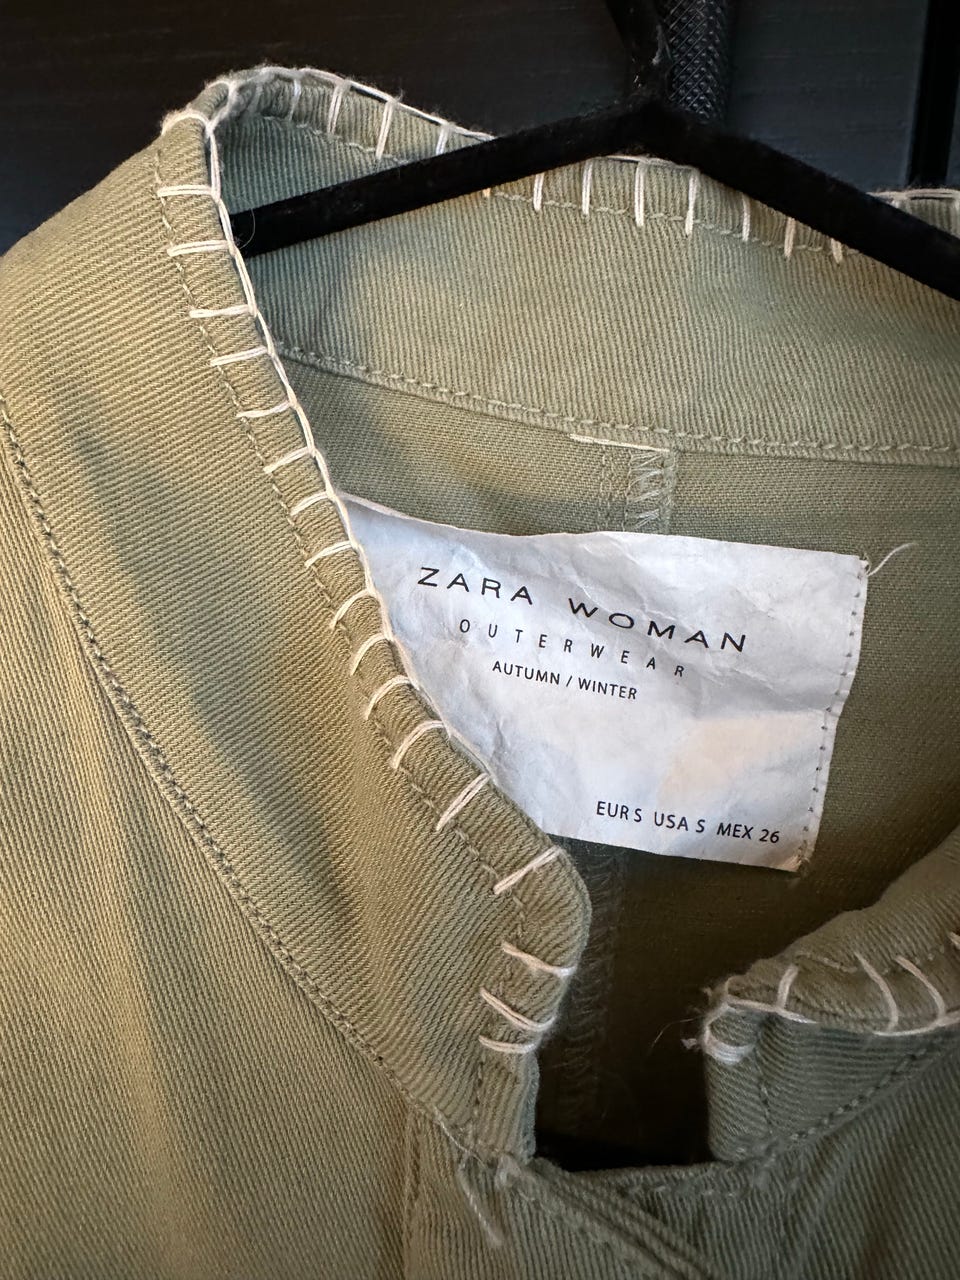 ZARA WOMAN
OUTERWEAR
AUTUMN / WINTER
EUR S USA S MEX 26